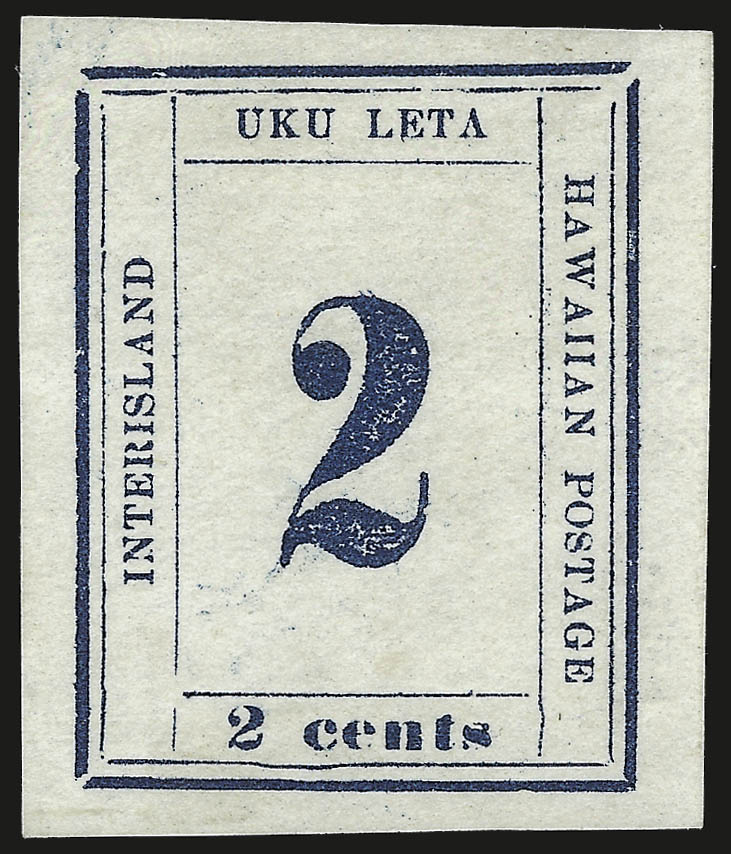 UKU LETA
INTERISLAND
2
HAWAIIAN POSTAGE
2 cents